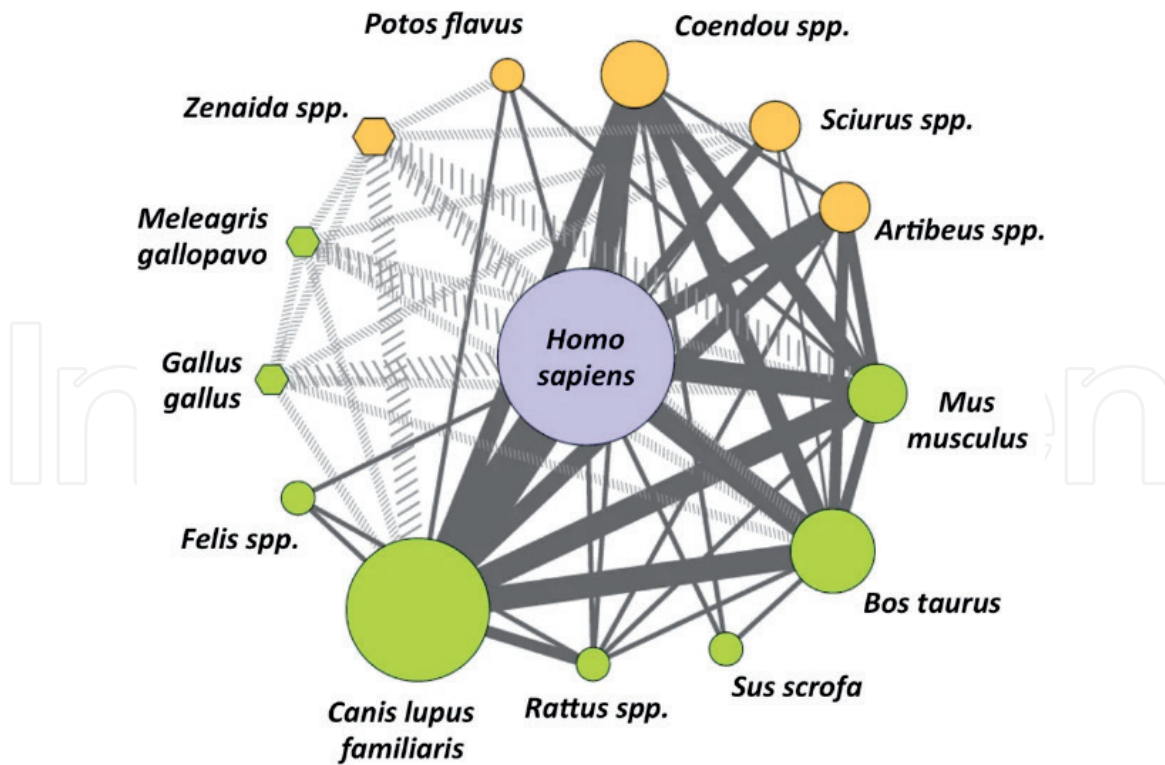 Potos flavus
Coendou spp.
Zenaida spp.
Sciurus spp.
Meleagris
gallopavo
Artibeus spp.
Homo
sapiens
Gallus
gallus
Mus
musculus
Felis spp.
Bos taurus
Sus scrofa
Rattus spp.
Canis lupus
familiaris